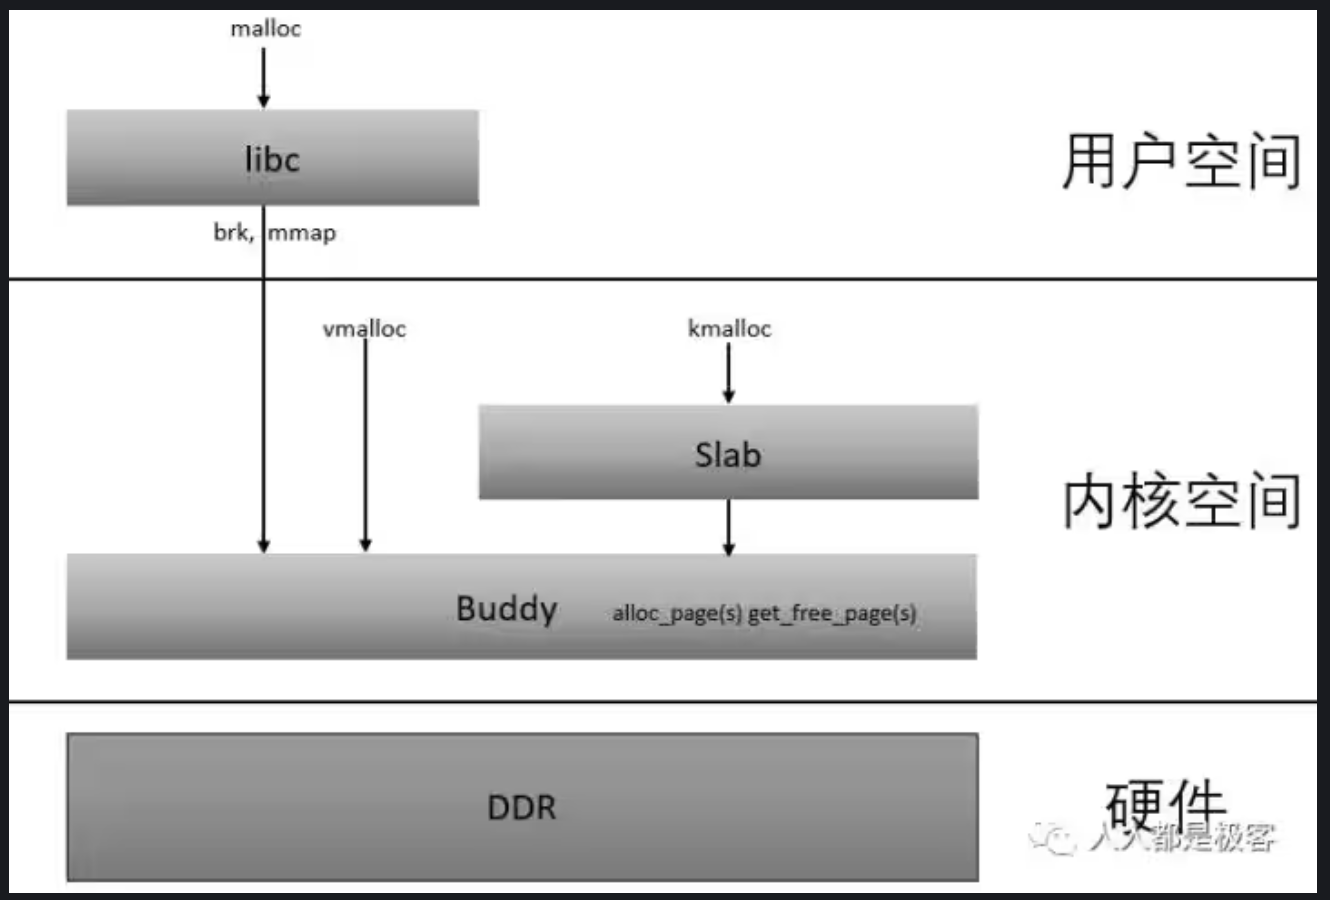 malloc
libc
用户空间
brk, mmap
vmalloc
kmalloc
Slab
内核空间
Buddy alloc_page(s) get_free_page(s)
DDR
硬件
人人都是极客